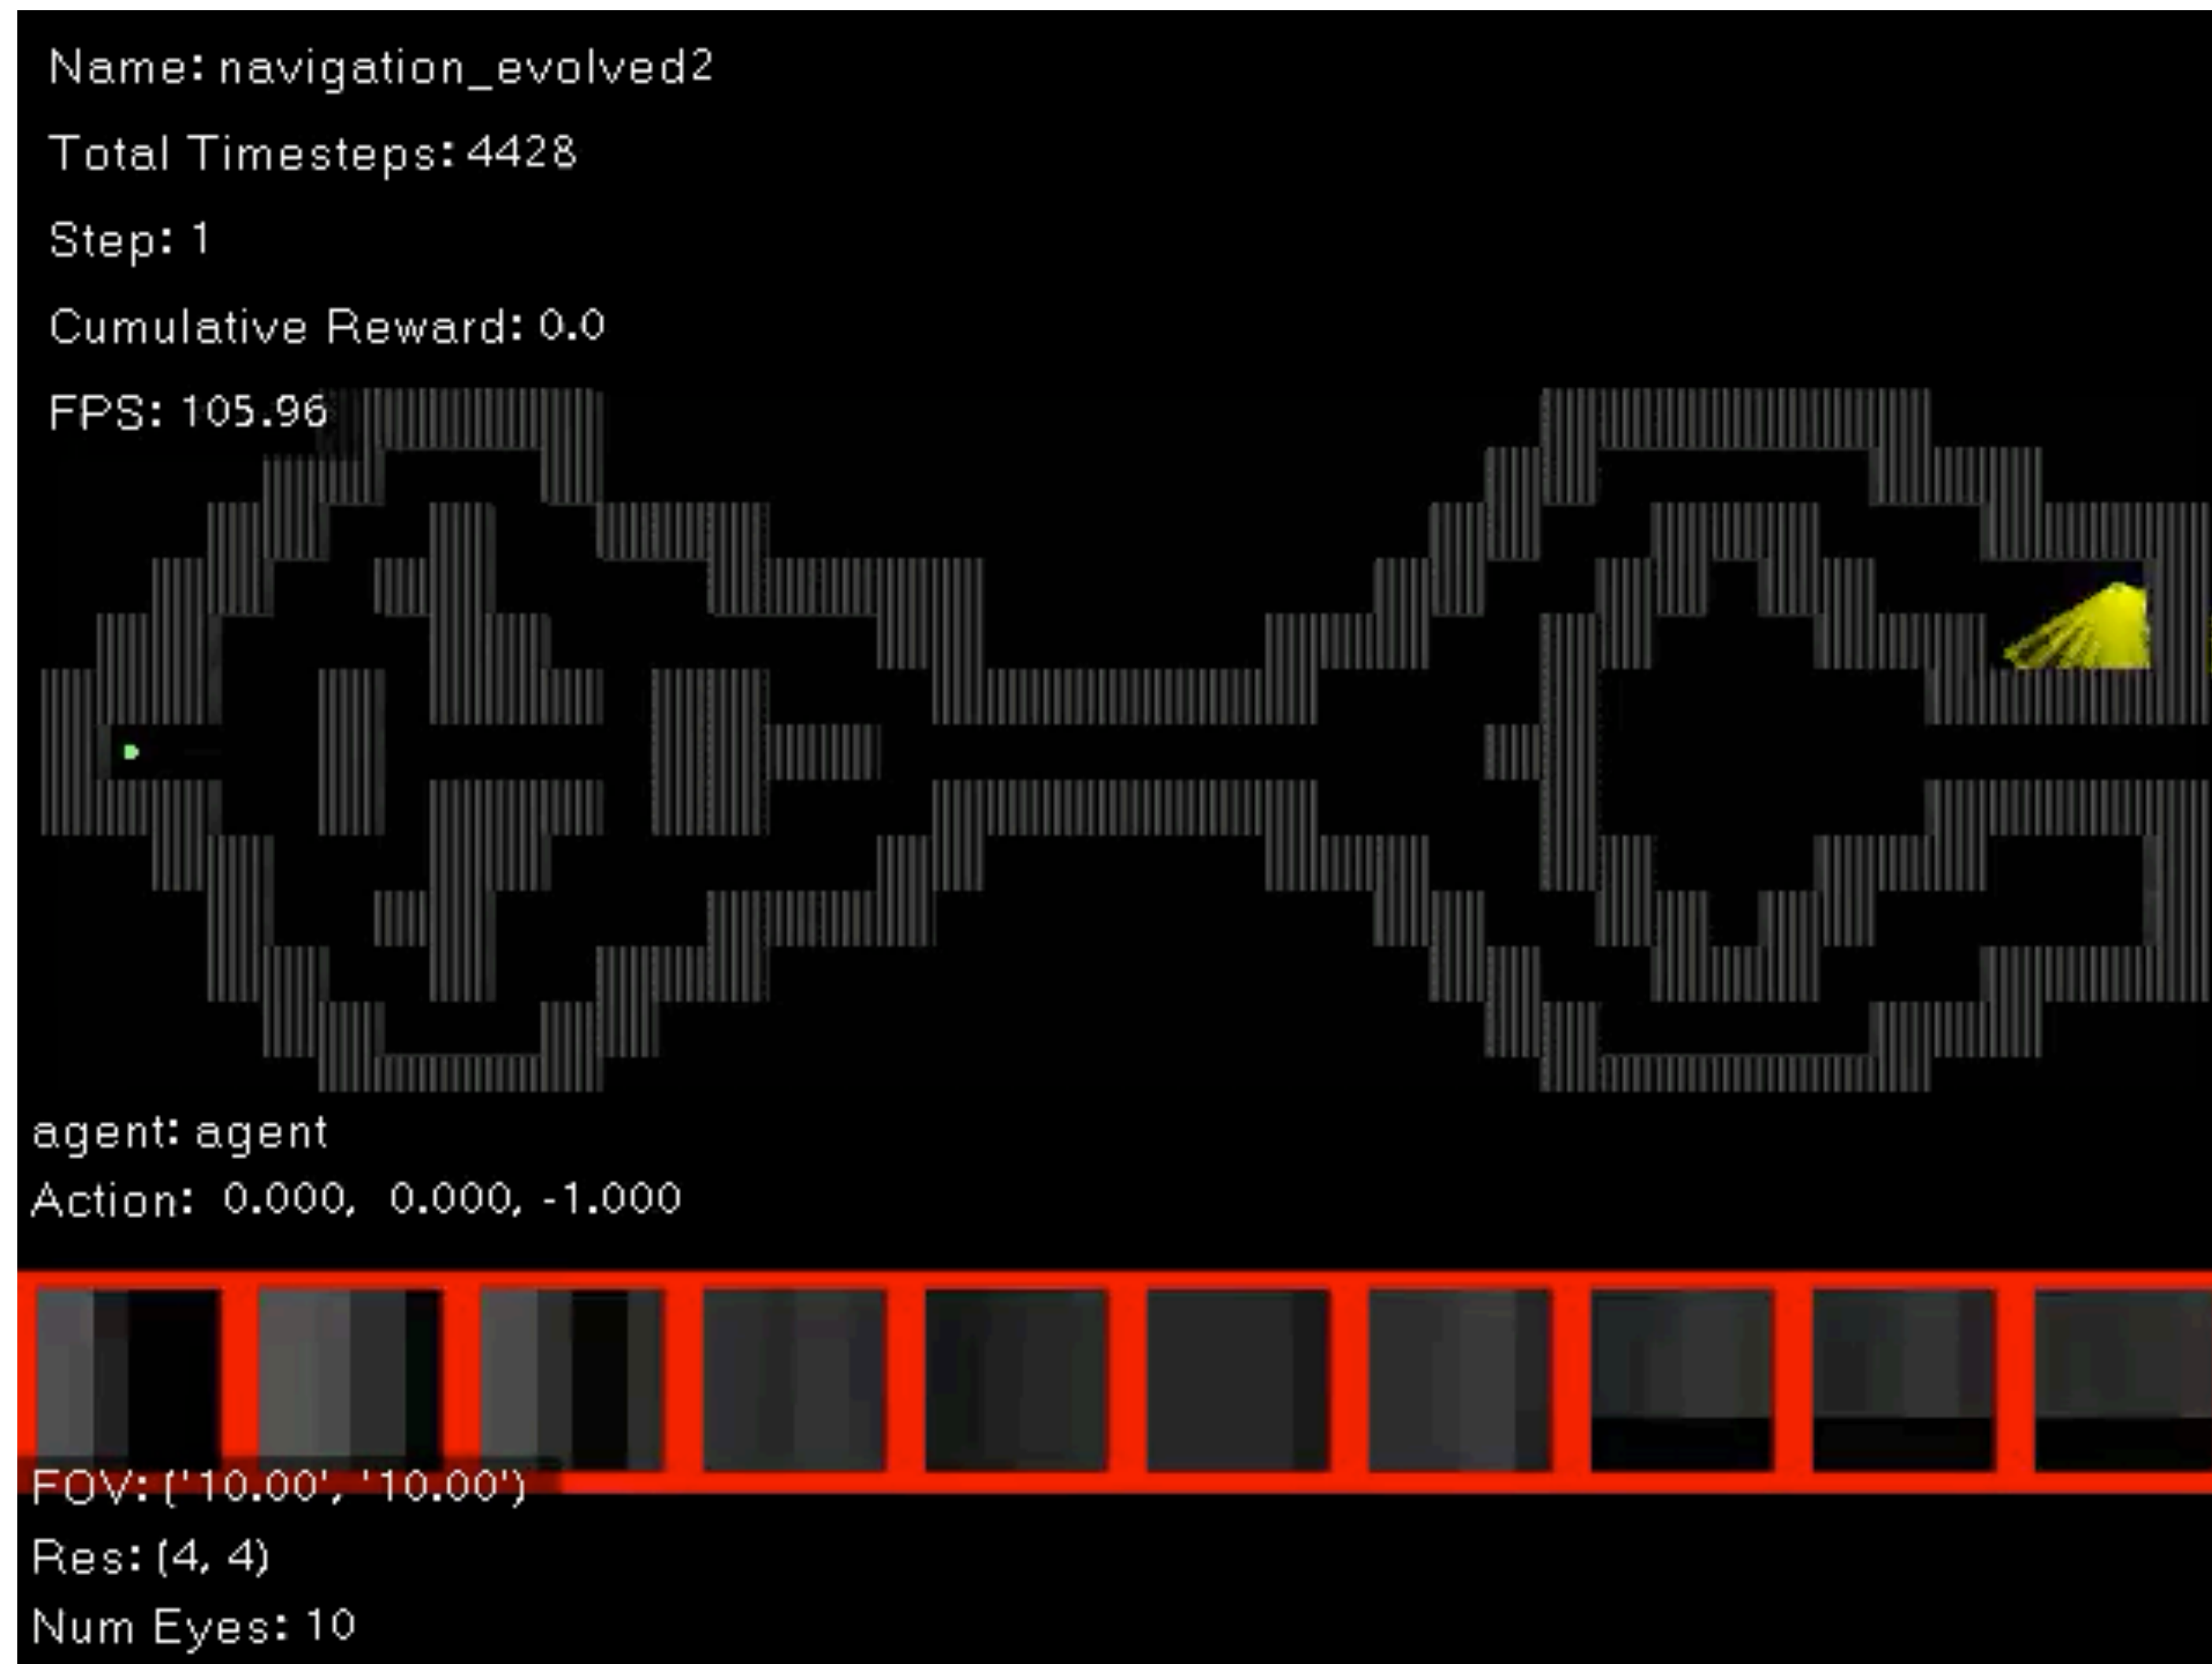 Name: navigation_evolved2
Total Timesteps: 4428
Step: 1
Cumulative Reward: 0.0
FPS: 105.96
agent: agent
Action: 0.000, 0.000, -1.000
FOV: ('10.00', '10.00')
Res: (4, 4)
Num Eyes: 10